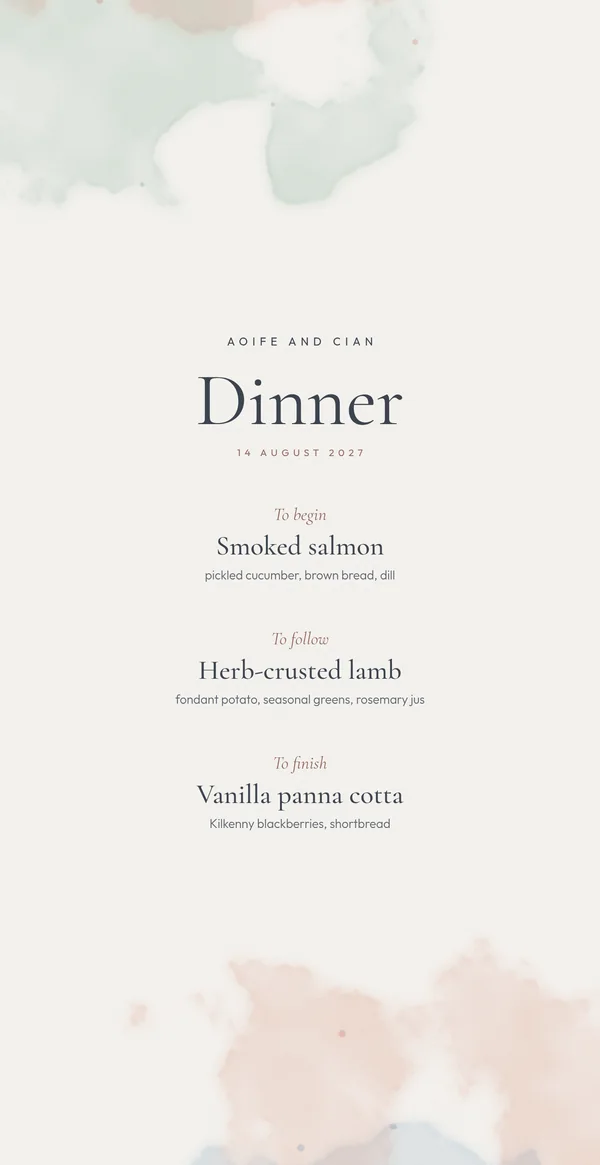 AOIFE AND CIAN
Dinner
14 AUGUST 2027
To begin
Smoked salmon
pickled cucumber, brown bread, dill
To follow
Herb-crusted lamb
fondant potato, seasonal greens, rosemary jus
To finish
Vanilla panna cotta
Kilkenny blackberries, shortbread